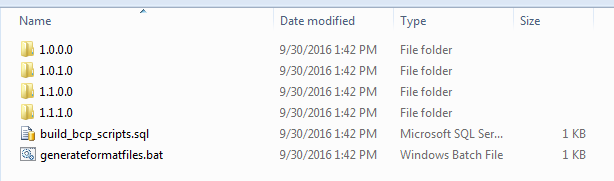 Name Date modified Type Size
1.0.0.0 9/30/2016 1:42 PM File folder
1.0.1.0 9/30/2016 1:42 PM File folder
1.1.0.0 9/30/2016 1:42 PM File folder
1.1.1.0 9/30/2016 1:42 PM File folder
build_bcp_scripts.sql 9/30/2016 1:42 PM Microsoft SQL Ser... 1 KB
generateformatfiles.bat 9/30/2016 1:42 PM Windows Batch File 1 KB